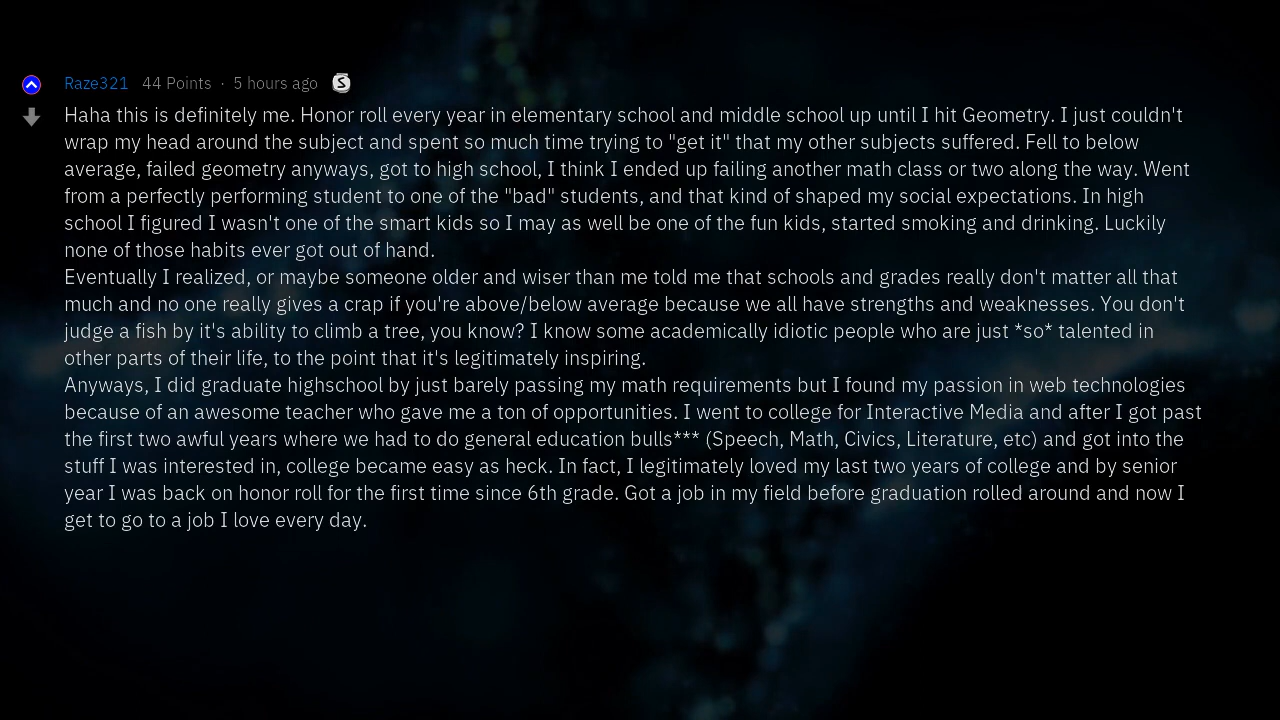 Raze321 44 Points · 5 hours ago S
Haha this is definitely me. Honor roll every year in elementary school and middle school up until I hit Geometry. I just couldn't
wrap my head around the subject and spent so much time trying to "get it" that my other subjects suffered. Fell to below
average, failed geometry anyways, got to high school, I think I ended up failing another math class or two along the way. Went
from a perfectly performing student to one of the "bad" students, and that kind of shaped my social expectations. In high
school I figured I wasn't one of the smart kids so I may as well be one of the fun kids, started smoking and drinking. Luckily
none of those habits ever got out of hand.
Eventually I realized, or maybe someone older and wiser than me told me that schools and grades really don't matter all that
much and no one really gives a crap if you're above/below average because we all have strengths and weaknesses. You don't
judge a fish by it's ability to climb a tree, you know? I know some academically idiotic people who are just *so* talented in
other parts of their life, to the point that it's legitimately inspiring.
Anyways, I did graduate highschool by just barely passing my math requirements but I found my passion in web technologies
because of an awesome teacher who gave me a ton of opportunities. I went to college for Interactive Media and after I got past
the first two awful years where we had to do general education bulls*** (Speech, Math, Civics, Literature, etc) and got into the
stuff I was interested in, college became easy as heck. In fact, I legitimately loved my last two years of college and by senior
year I was back on honor roll for the first time since 6th grade. Got a job in my field before graduation rolled around and now I
get to go to a job I love every day.